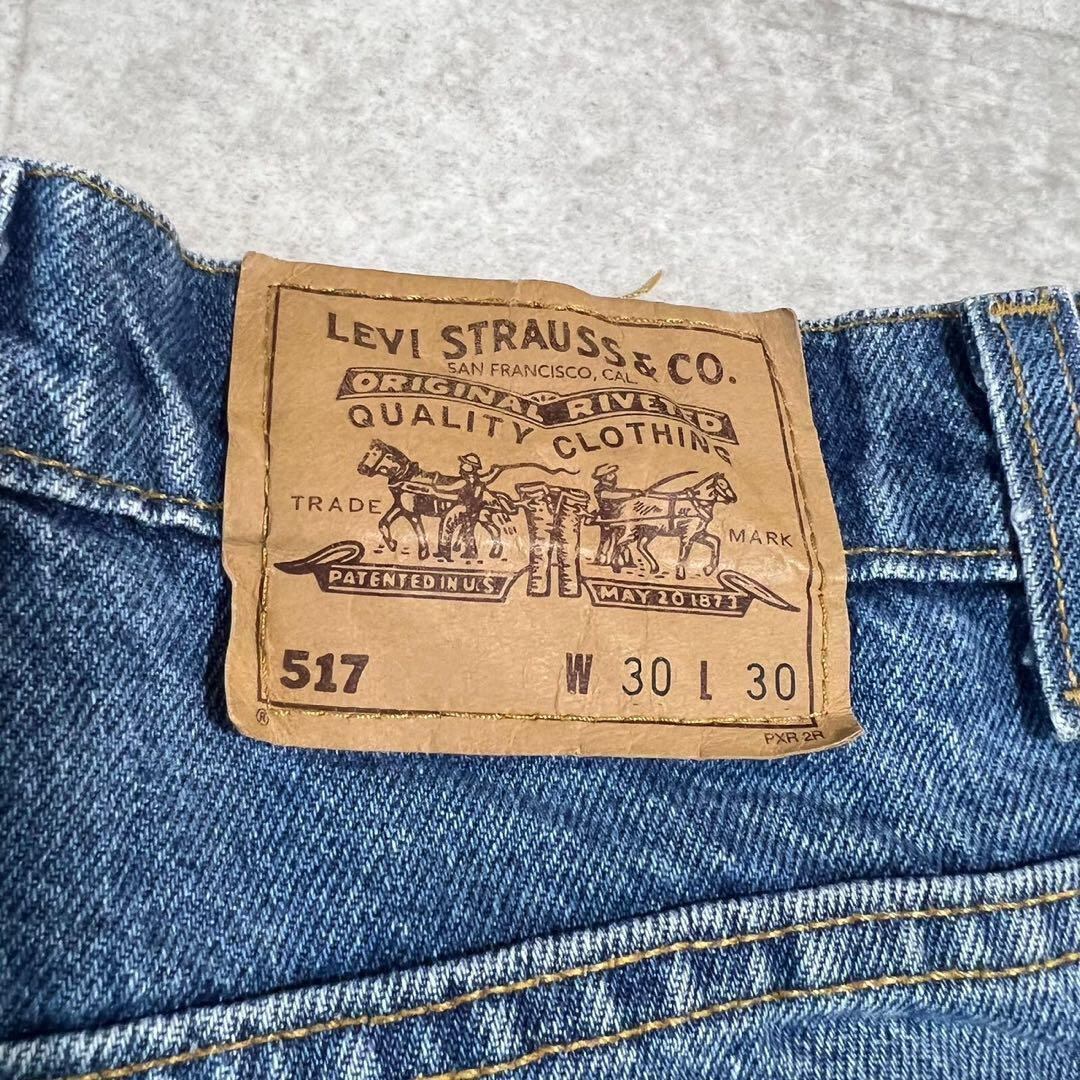 LEVI STRAUSS & CO.
SAN FRANCISCO, CAL.
ORIGINAL RIVETED
QUALITY CLOTHING
TRADE MARK
PATENTED IN U.S MAY 20 1873
517 W 30 L 30
® PXR 2R